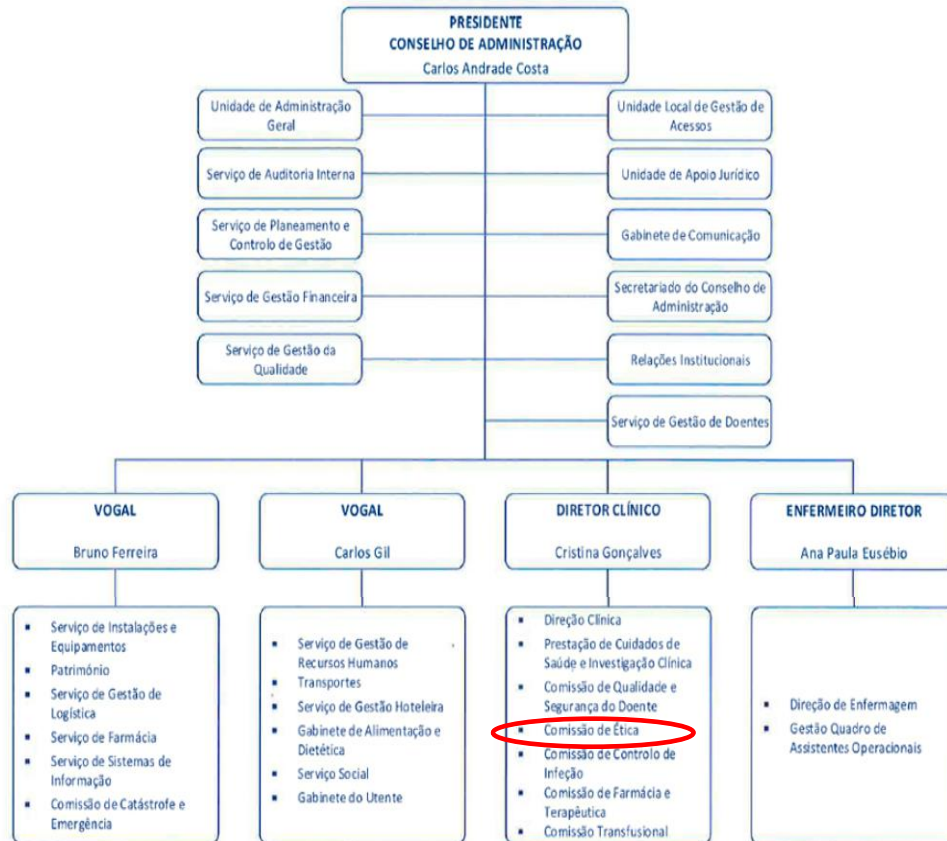 PRESIDENTE
CONSELHO DE ADMINISTRAÇÃO
Carlos Andrade Costa
Unidade de Administração
Geral
Unidade Local de Gestão de
Acessos
Serviço de Auditoria Interna
Unidade de Apoio Jurídico
Serviço de Planeamento e
Controlo de Gestão
Gabinete de Comunicação
Serviço de Gestão Financeira
Secretariado do Conselho de
Administração
Serviço de Gestão da
Qualidade
Relações Institucionais
Serviço de Gestão de Doentes
VOGAL
Bruno Ferreira
VOGAL
Carlos Gil
DIRETOR CLÍNICO
Cristina Gonçalves
ENFERMEIRO DIRETOR
Ana Paula Eusébio
▪ Serviço de Instalações e
Equipamentos
▪ Património
▪ Serviço de Gestão de
Logística
▪ Serviço de Farmácia
▪ Serviço de Sistemas de
Informação
▪ Comissão de Catástrofe e
Emergência
▪ Serviço de Gestão de
Recursos Humanos
▪ Transportes
▪ Serviço de Gestão Hoteleira
▪ Gabinete de Alimentação e
Dietética
▪ Serviço Social
▪ Gabinete do Utente
▪ Direção Clínica
▪ Prestação de Cuidados de
Saúde e Investigação Clínica
▪ Comissão de Qualidade e
Segurança do Doente
▪ Comissão de Ética
▪ Comissão de Controlo de
Infeção
▪ Comissão de Farmácia e
Terapêutica
▪ Comissão Transfusional
▪ Direção de Enfermagem
▪ Gestão Quadro de
Assistentes Operacionais